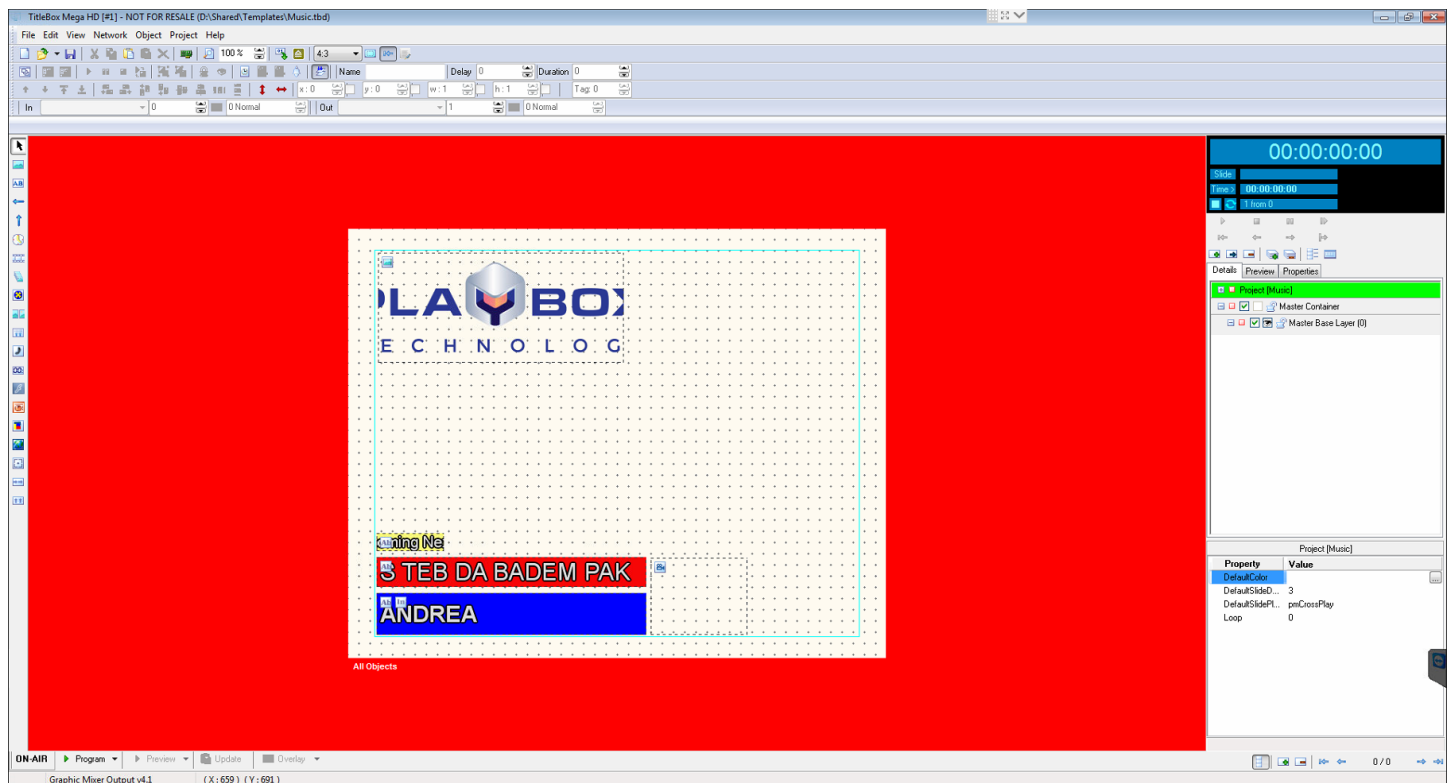 TitleBox Mega HD [#1] - NOT FOR RESALE (D:\Shared\Templates\Music.tbd)
File Edit View Network Object Project Help
100 % 4:3
Name Delay 0 Duration 0
x: 0 y: 0 w: 1 h: 1 Tag: 0
In 0 0 Normal Out 1 0 Normal
00:00:00:00
Slide
Time > 00:00:00:00
1 from 0
Details Preview Properties
Project [Music]
Master Container
Master Base Layer (0)
PLAYBOX
ECHNOLOG
ning Ne
S TEB DA BADEM PAK
ANDREA
All Objects
Project [Music]
Property Value
DefaultColor
DefaultSlideD... 3
DefaultSlidePl... pmCrossPlay
Loop 0
ON-AIR Program Preview Update Overlay 0 / 0
Graphic Mixer Output v4.1 ( X : 659 ) ( Y : 691 )